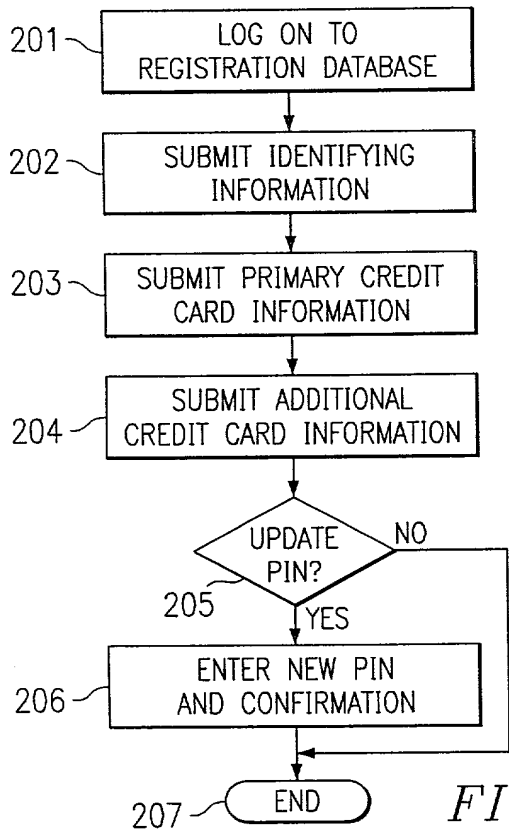 201
LOG ON TO
REGISTRATION DATABASE
202
SUBMIT IDENTIFYING
INFORMATION
203
SUBMIT PRIMARY CREDIT
CARD INFORMATION
204
SUBMIT ADDITIONAL
CREDIT CARD INFORMATION
UPDATE
PIN?
NO
205
YES
206
ENTER NEW PIN
AND CONFIRMATION
207
END
FI